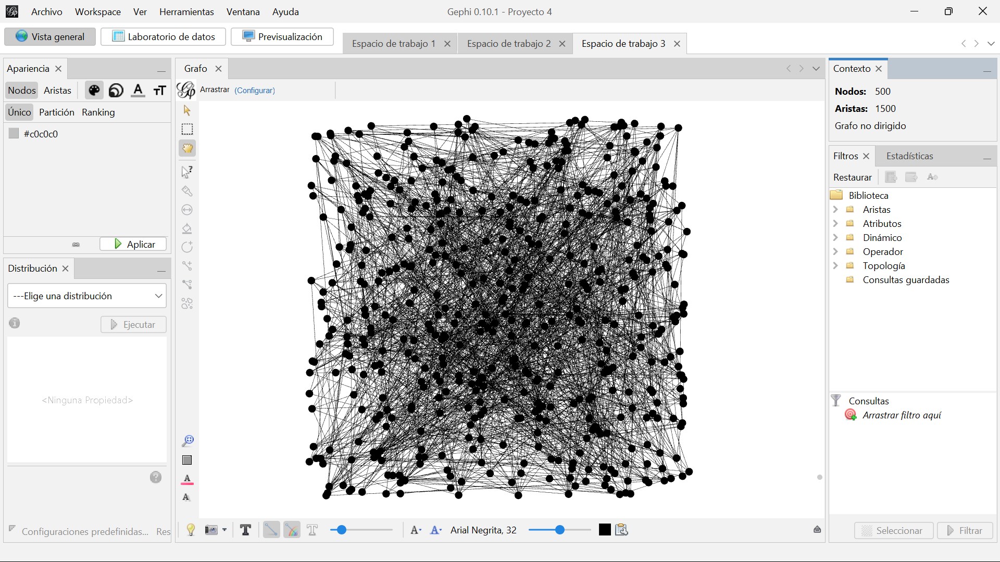 Archivo Workspace Ver Herramientas Ventana Ayuda
Gephi 0.10.1 - Proyecto 4
Vista general
Laboratorio de datos
Previsualización
Espacio de trabajo 1
Espacio de trabajo 2
Espacio de trabajo 3
Apariencia
Nodos Aristas
Único Partición Ranking
#c0c0c0
Aplicar
Distribución
---Elige una distribución
Ejecutar
<Ninguna Propiedad>
Configuraciones predefinidas... Res
Grafo
Arrastrar (Configurar)
Arial Negrita, 32
Contexto
Nodos: 500
Aristas: 1500
Grafo no dirigido
Filtros
Estadísticas
Restaurar
Biblioteca
Aristas
Atributos
Dinámico
Operador
Topología
Consultas guardadas
Consultas
Arrastrar filtro aquí
Seleccionar
Filtrar